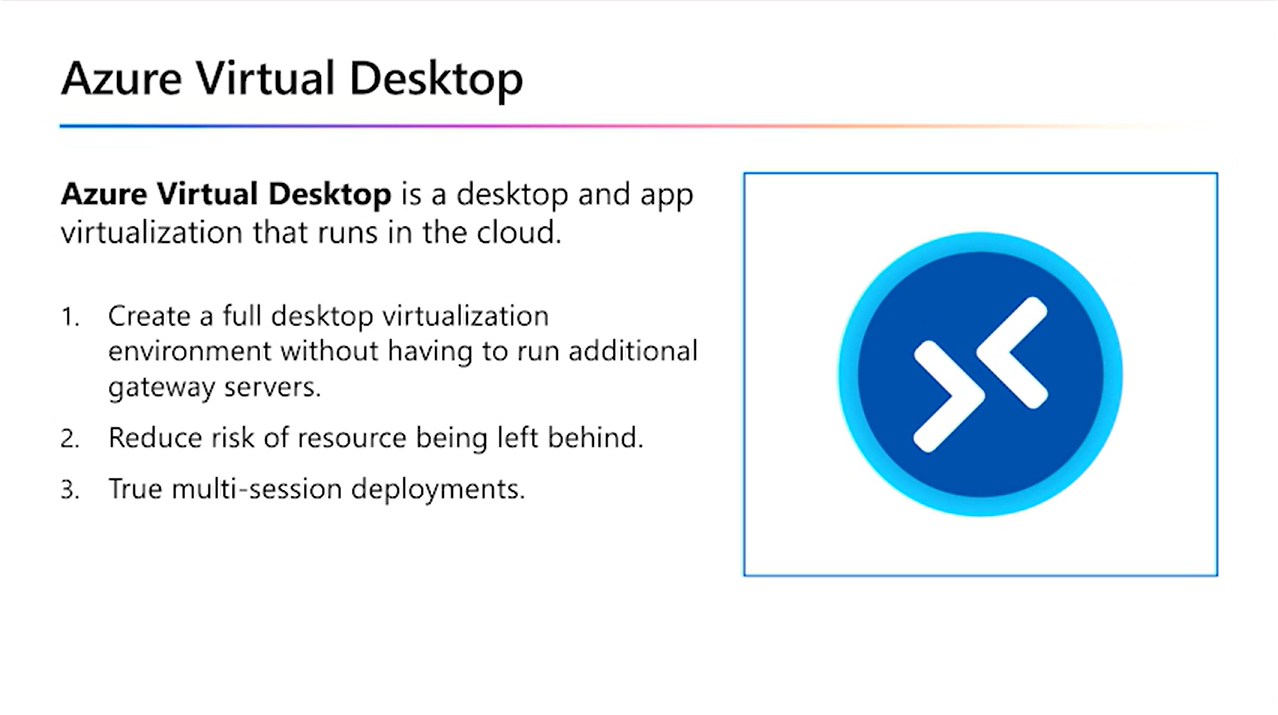 Azure Virtual Desktop
Azure Virtual Desktop is a desktop and app
virtualization that runs in the cloud.
1. Create a full desktop virtualization
environment without having to run additional
gateway servers.
2. Reduce risk of resource being left behind.
3. True multi-session deployments.